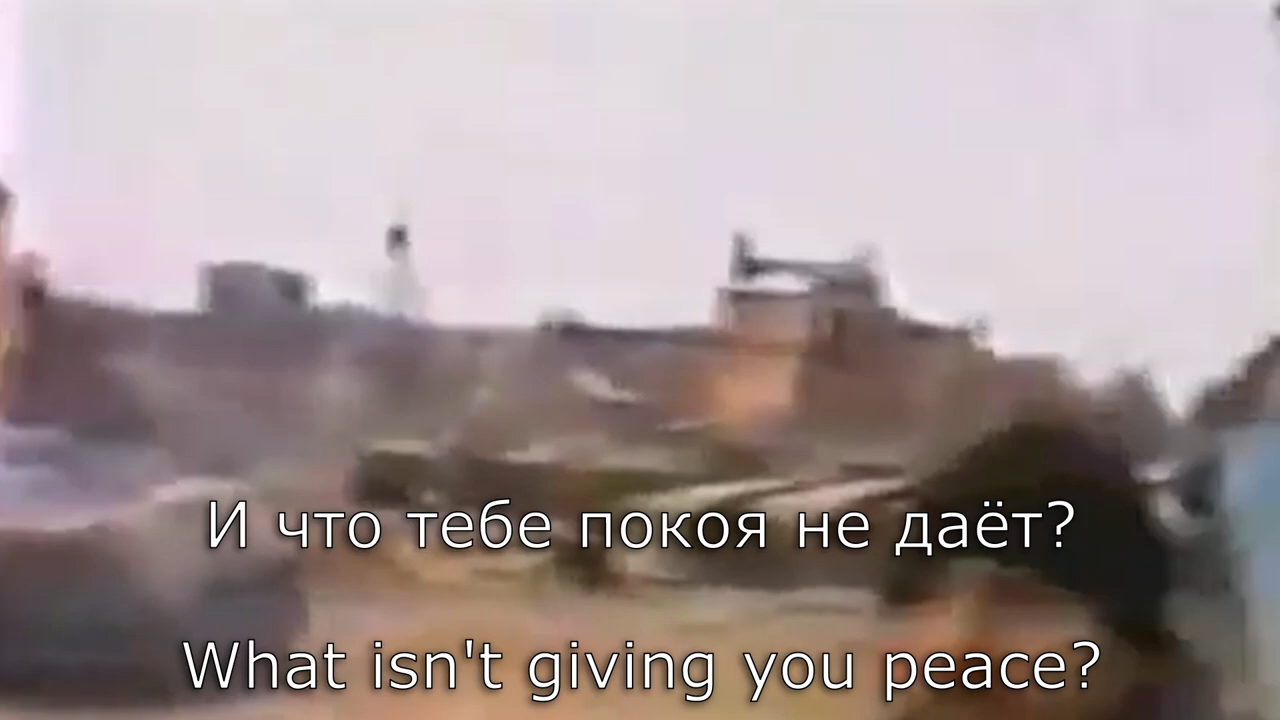 И что тебе покоя не даёт?
What isn't giving you peace?